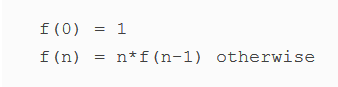 f(0) = 1
f(n) = n*f(n-1) otherwise